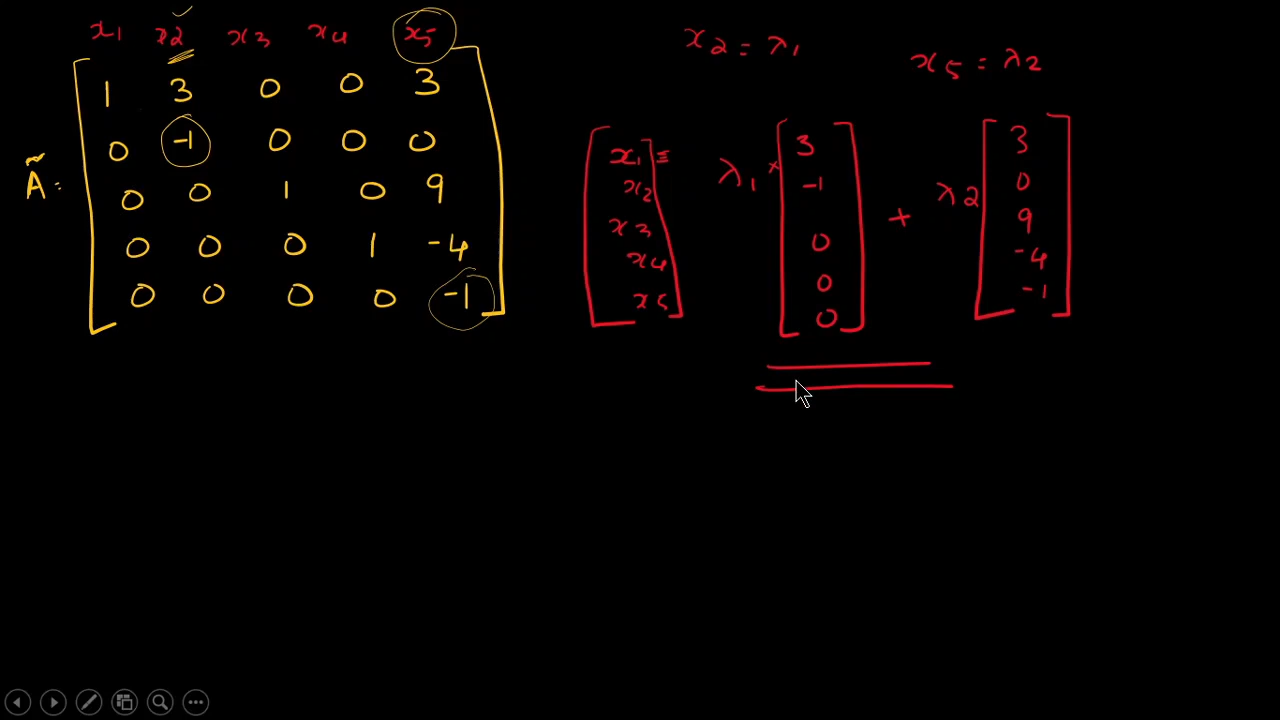 x1 x2 x3 x4 x5
x2 = λ1
x5 = λ2
Ã:
1 3 0 0 3
0 -1 0 0 0
0 0 1 0 9
0 0 0 1 -4
0 0 0 0 -1
x1
x2
x3
x4
x5
=
λ1 ×
3
-1
0
0
0
+
λ2
3
0
9
-4
-1